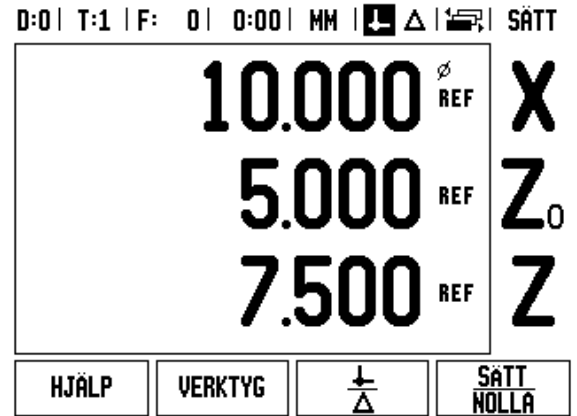 D:0 | T:1 | F: 0 | 0:00 | MM | Δ | SÄTT
10.000 Ø REF X
5.000 REF Z₀
7.500 REF Z
HJÄLP VERKTYG Δ SÄTT
NOLLA